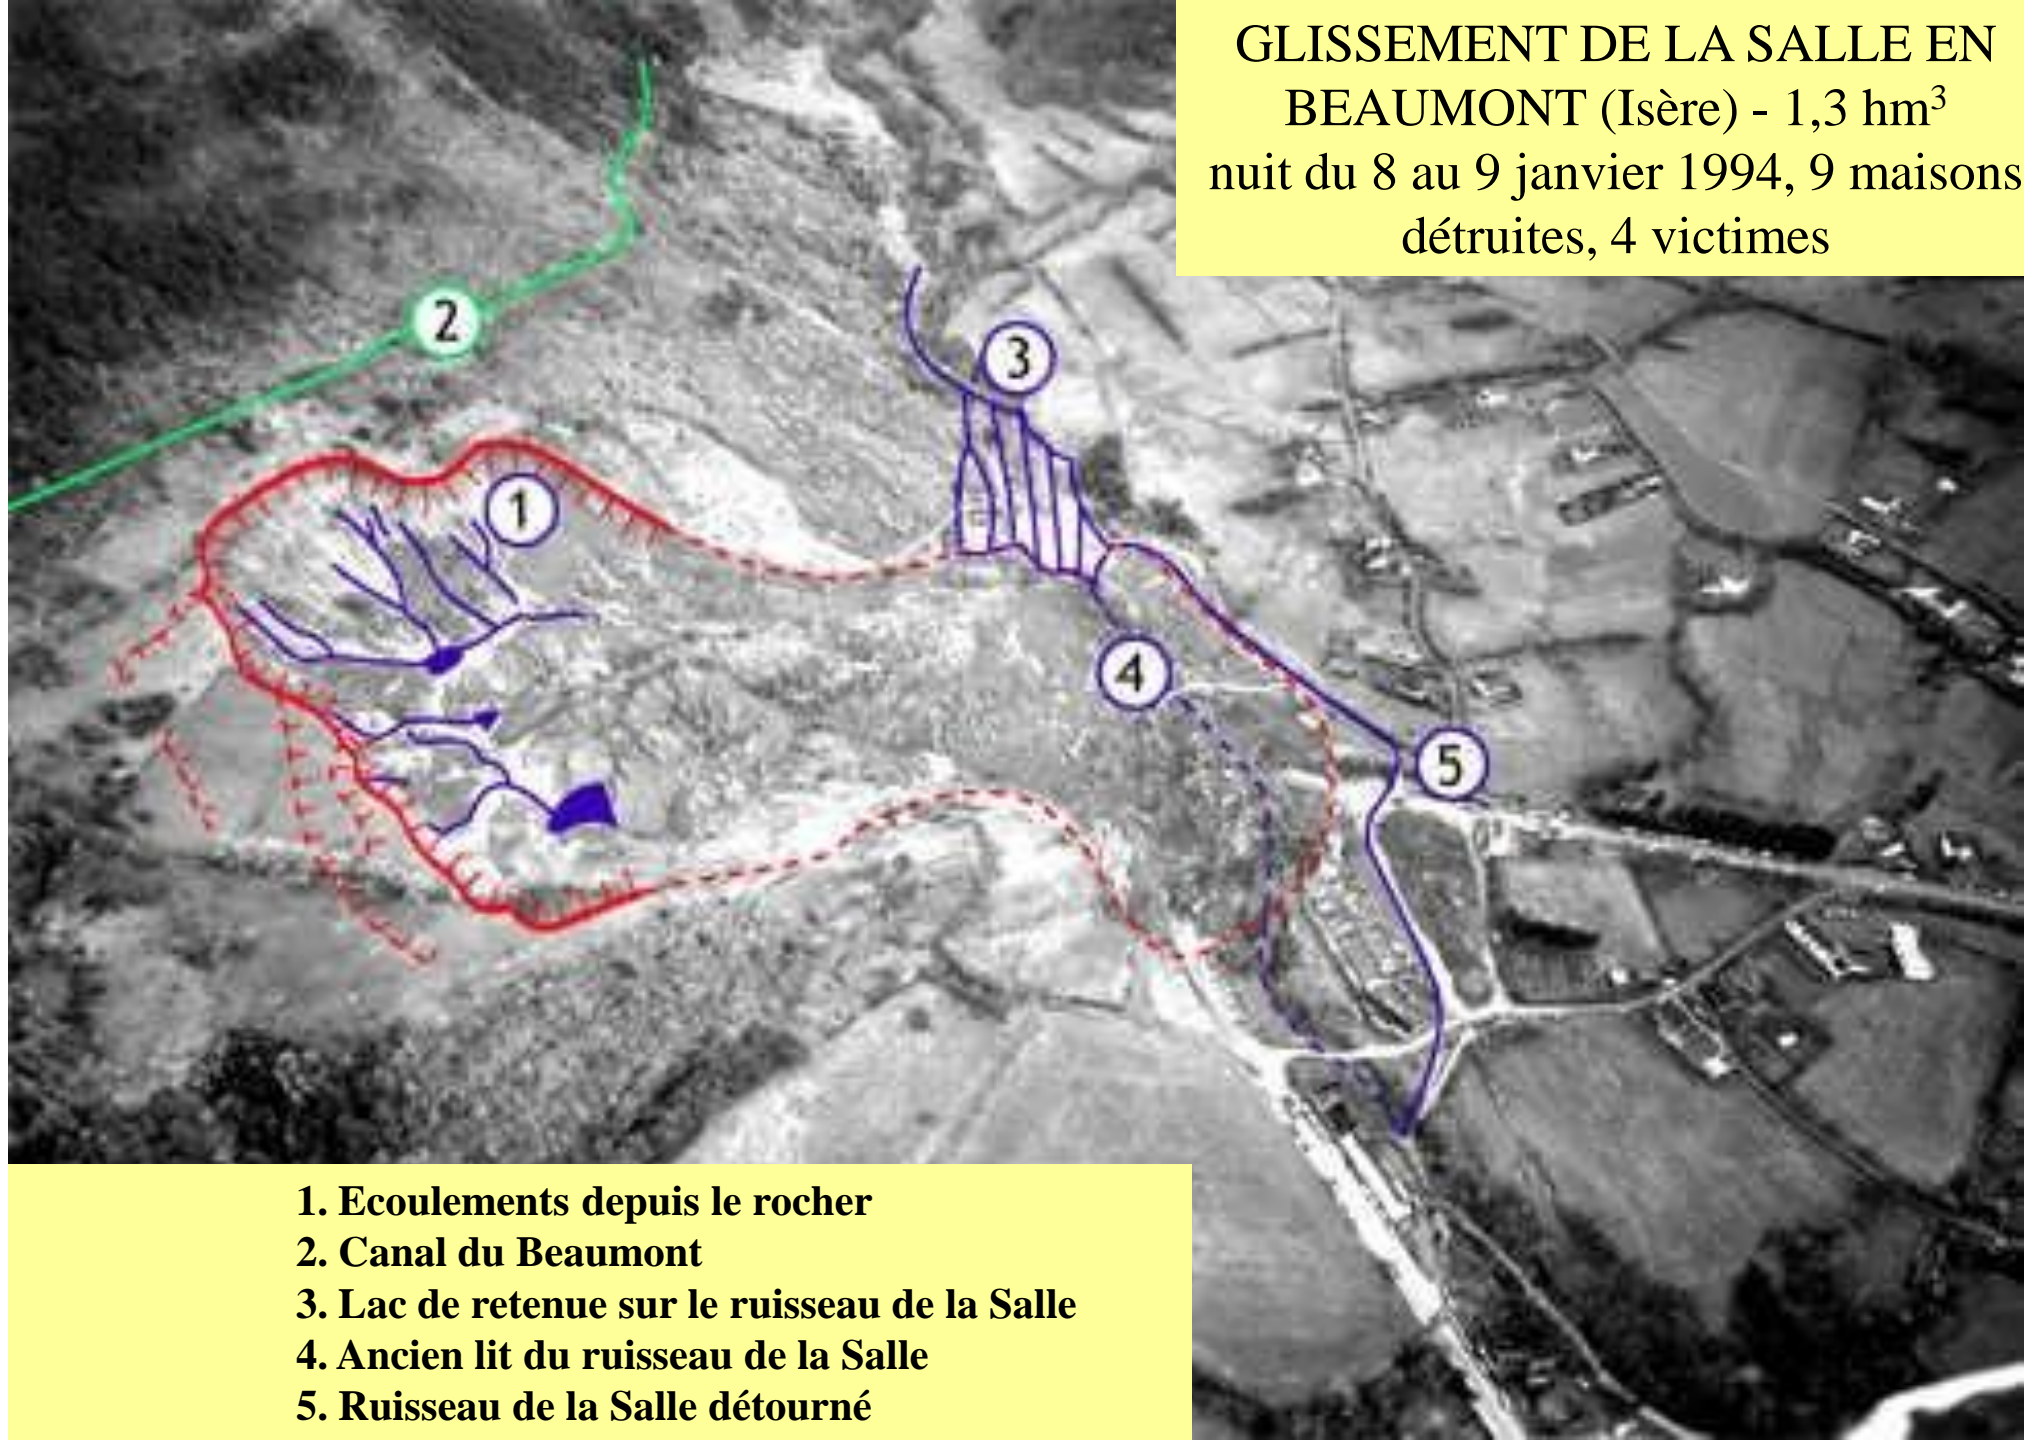 GLISSEMENT DE LA SALLE EN
BEAUMONT (Isère) - 1,3 hm³
nuit du 8 au 9 janvier 1994, 9 maisons
détruites, 4 victimes
2
3
1
4
5
1. Ecoulements depuis le rocher
2. Canal du Beaumont
3. Lac de retenue sur le ruisseau de la Salle
4. Ancien lit du ruisseau de la Salle
5. Ruisseau de la Salle détourné